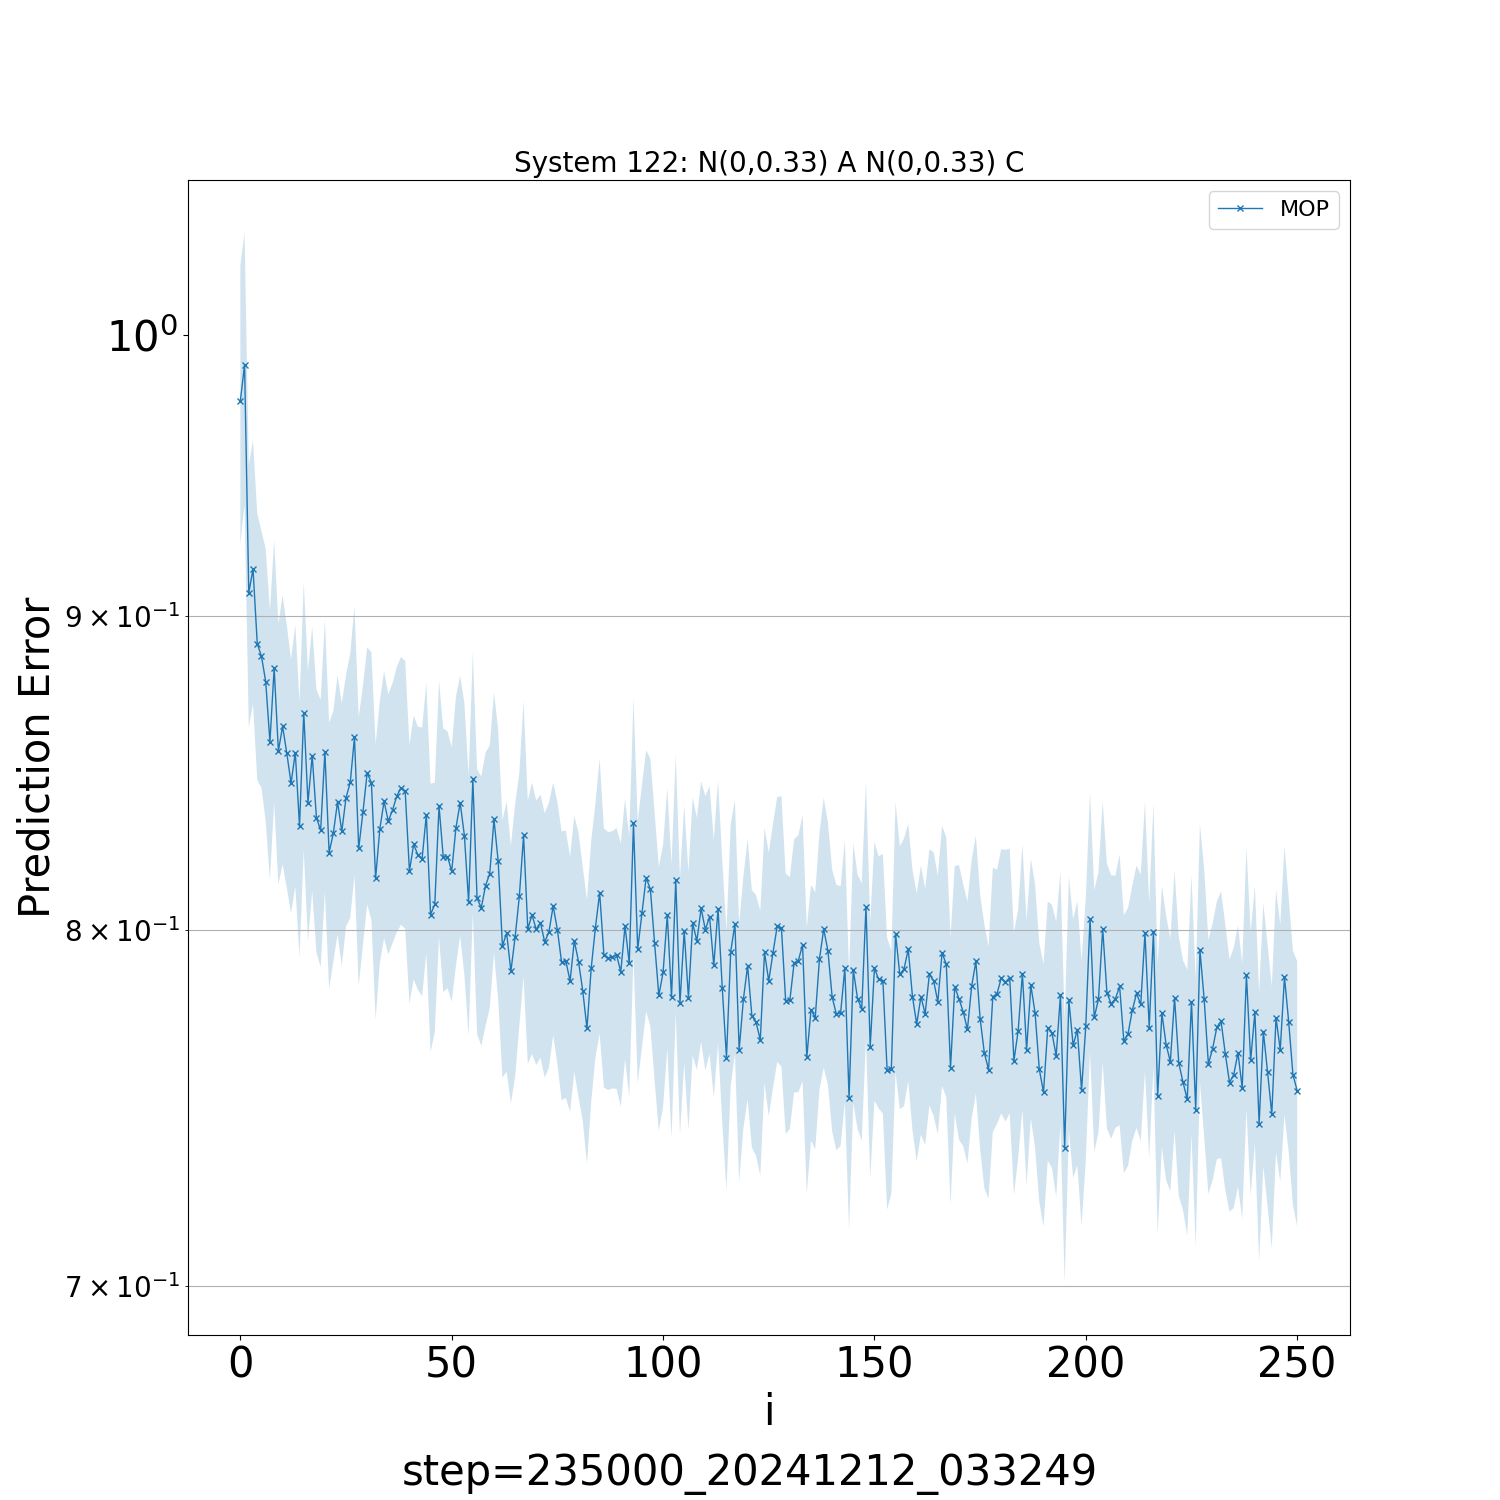 System 122: N(0,0.33) A N(0,0.33) C
MOP
10⁰
9 × 10⁻¹
8 × 10⁻¹
7 × 10⁻¹
Prediction Error
0 50 100 150 200 250
i
step=235000_20241212_033249